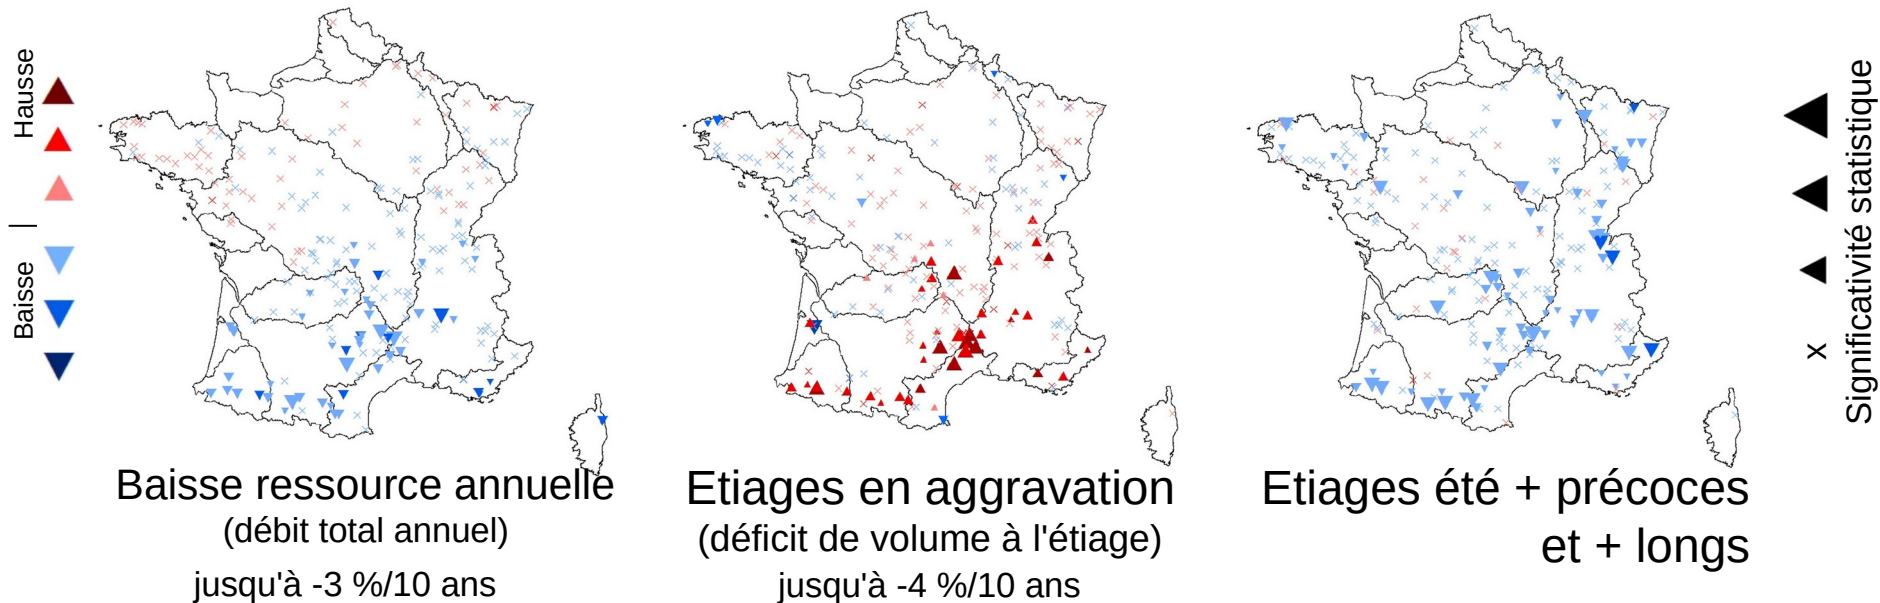 Hausse
Baisse
Baisse ressource annuelle
(débit total annuel)
jusqu'à -3 %/10 ans
Etiages en aggravation
(déficit de volume à l'étiage)
jusqu'à -4 %/10 ans
Etiages été + précoces
et + longs
Significativité statistique
x